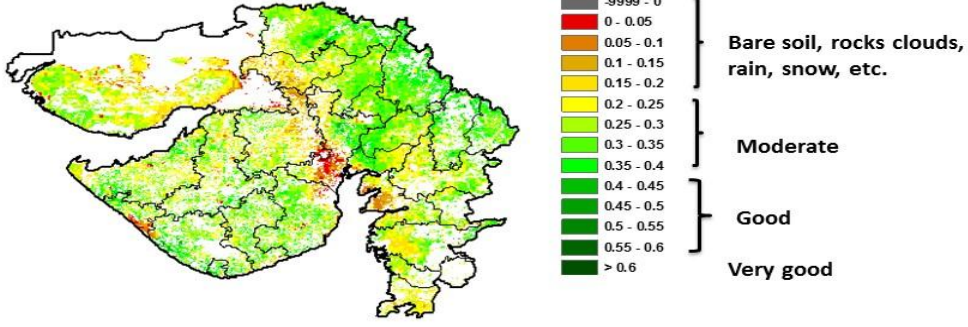 -9999 - 0
0 - 0.05
0.05 - 0.1
0.1 - 0.15
0.15 - 0.2
0.2 - 0.25
0.25 - 0.3
0.3 - 0.35
0.35 - 0.4
0.4 - 0.45
0.45 - 0.5
0.5 - 0.55
0.55 - 0.6
> 0.6
Bare soil, rocks clouds,
rain, snow, etc.
Moderate
Good
Very good